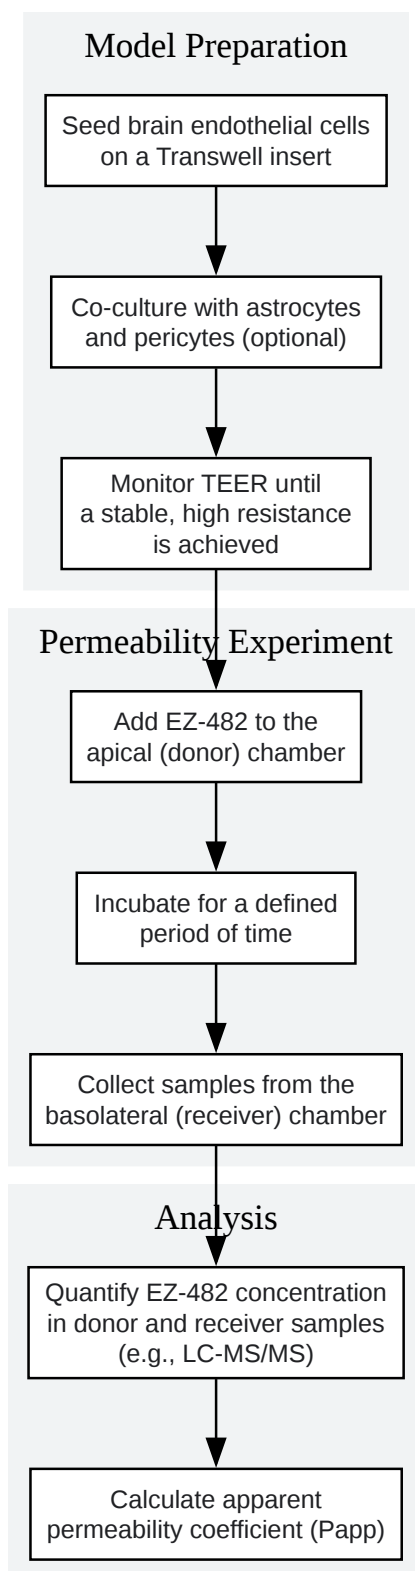 Model Preparation
Seed brain endothelial cells
on a Transwell insert
Co-culture with astrocytes
and pericytes (optional)
Monitor TEER until
a stable, high resistance
is achieved
Permeability Experiment
Add EZ-482 to the
apical (donor) chamber
Incubate for a defined
period of time
Collect samples from the
basolateral (receiver) chamber
Analysis
Quantify EZ-482 concentration
in donor and receiver samples
(e.g., LC-MS/MS)
Calculate apparent
permeability coefficient (Papp)